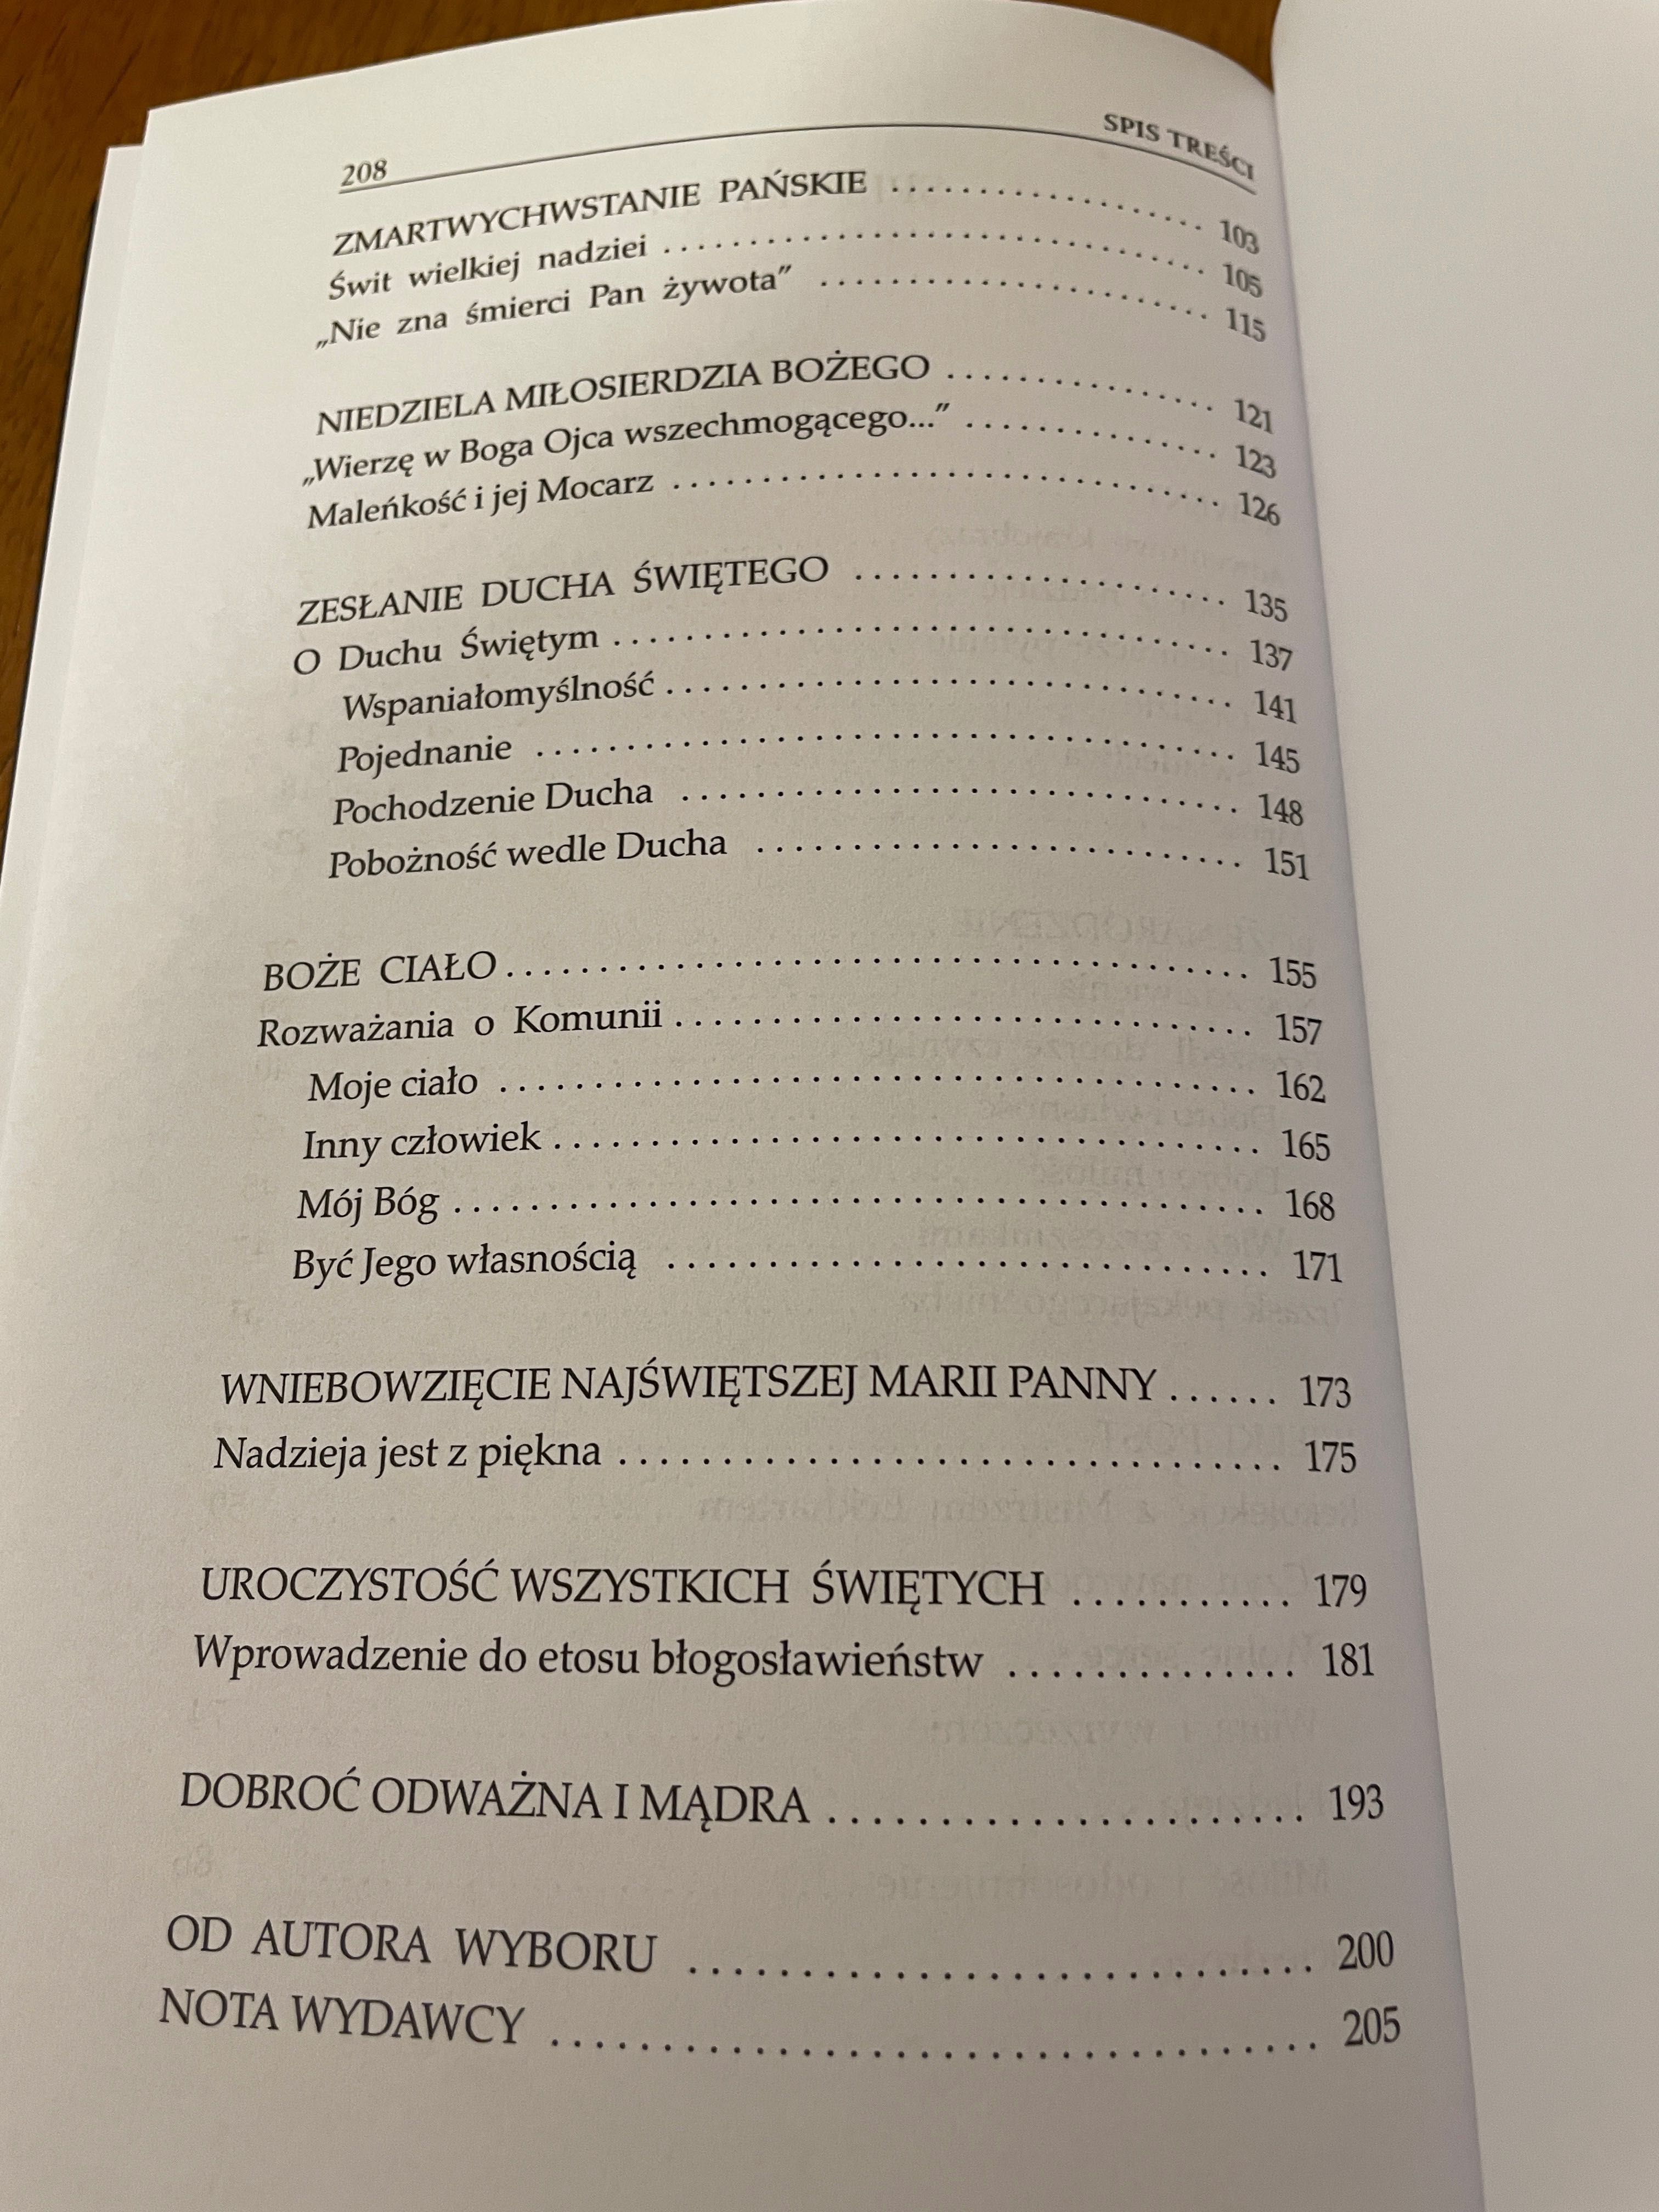 208 SPIS TREŚCI
ZMARTWYCHWSTANIE PAŃSKIE .................... 103
Świt wielkiej nadziei .................................. 105
„Nie zna śmierci Pan żywota” ........................ 115
NIEDZIELA MIŁOSIERDZIA BOŻEGO ............... 121
„Wierzę w Boga Ojca wszechmogącego...” .............. 123
Maleńkość i jej Mocarz ................................ 126
ZESŁANIE DUCHA ŚWIĘTEGO ...................... 135
O Duchu Świętym .................................... 137
Wspaniałomyślność .................................. 141
Pojednanie .......................................... 145
Pochodzenie Ducha ................................ 148
Pobożność wedle Ducha ............................ 151
BOŻE CIAŁO ........................................ 155
Rozważania o Komunii .............................. 157
Moje ciało .......................................... 162
Inny człowiek ...................................... 165
Mój Bóg ............................................ 168
Być Jego własnością ................................ 171
WNIEBOWZIĘCIE NAJŚWIĘTSZEJ MARII PANNY ...... 173
Nadzieja jest z piękna ................................ 175
UROCZYSTOŚĆ WSZYSTKICH ŚWIĘTYCH ........... 179
Wprowadzenie do etosu błogosławieństw .............. 181
DOBROĆ ODWAŻNA I MĄDRA ..................... 193
OD AUTORA WYBORU ............................ 200
NOTA WYDAWCY .................................. 205